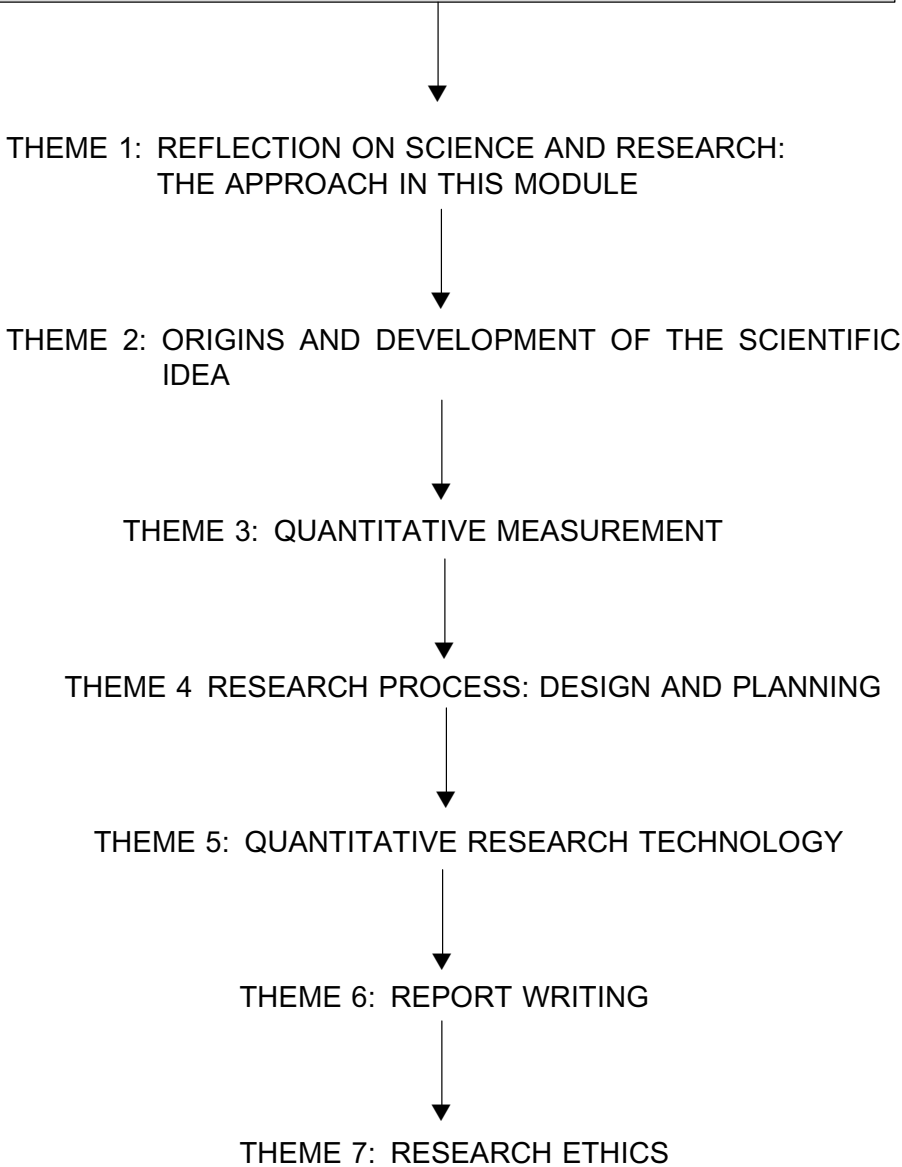 THEME 1: REFLECTION ON SCIENCE AND RESEARCH:
THE APPROACH IN THIS MODULE
THEME 2: ORIGINS AND DEVELOPMENT OF THE SCIENTIFIC
IDEA
THEME 3: QUANTITATIVE MEASUREMENT
THEME 4 RESEARCH PROCESS: DESIGN AND PLANNING
THEME 5: QUANTITATIVE RESEARCH TECHNOLOGY
THEME 6: REPORT WRITING
THEME 7: RESEARCH ETHICS